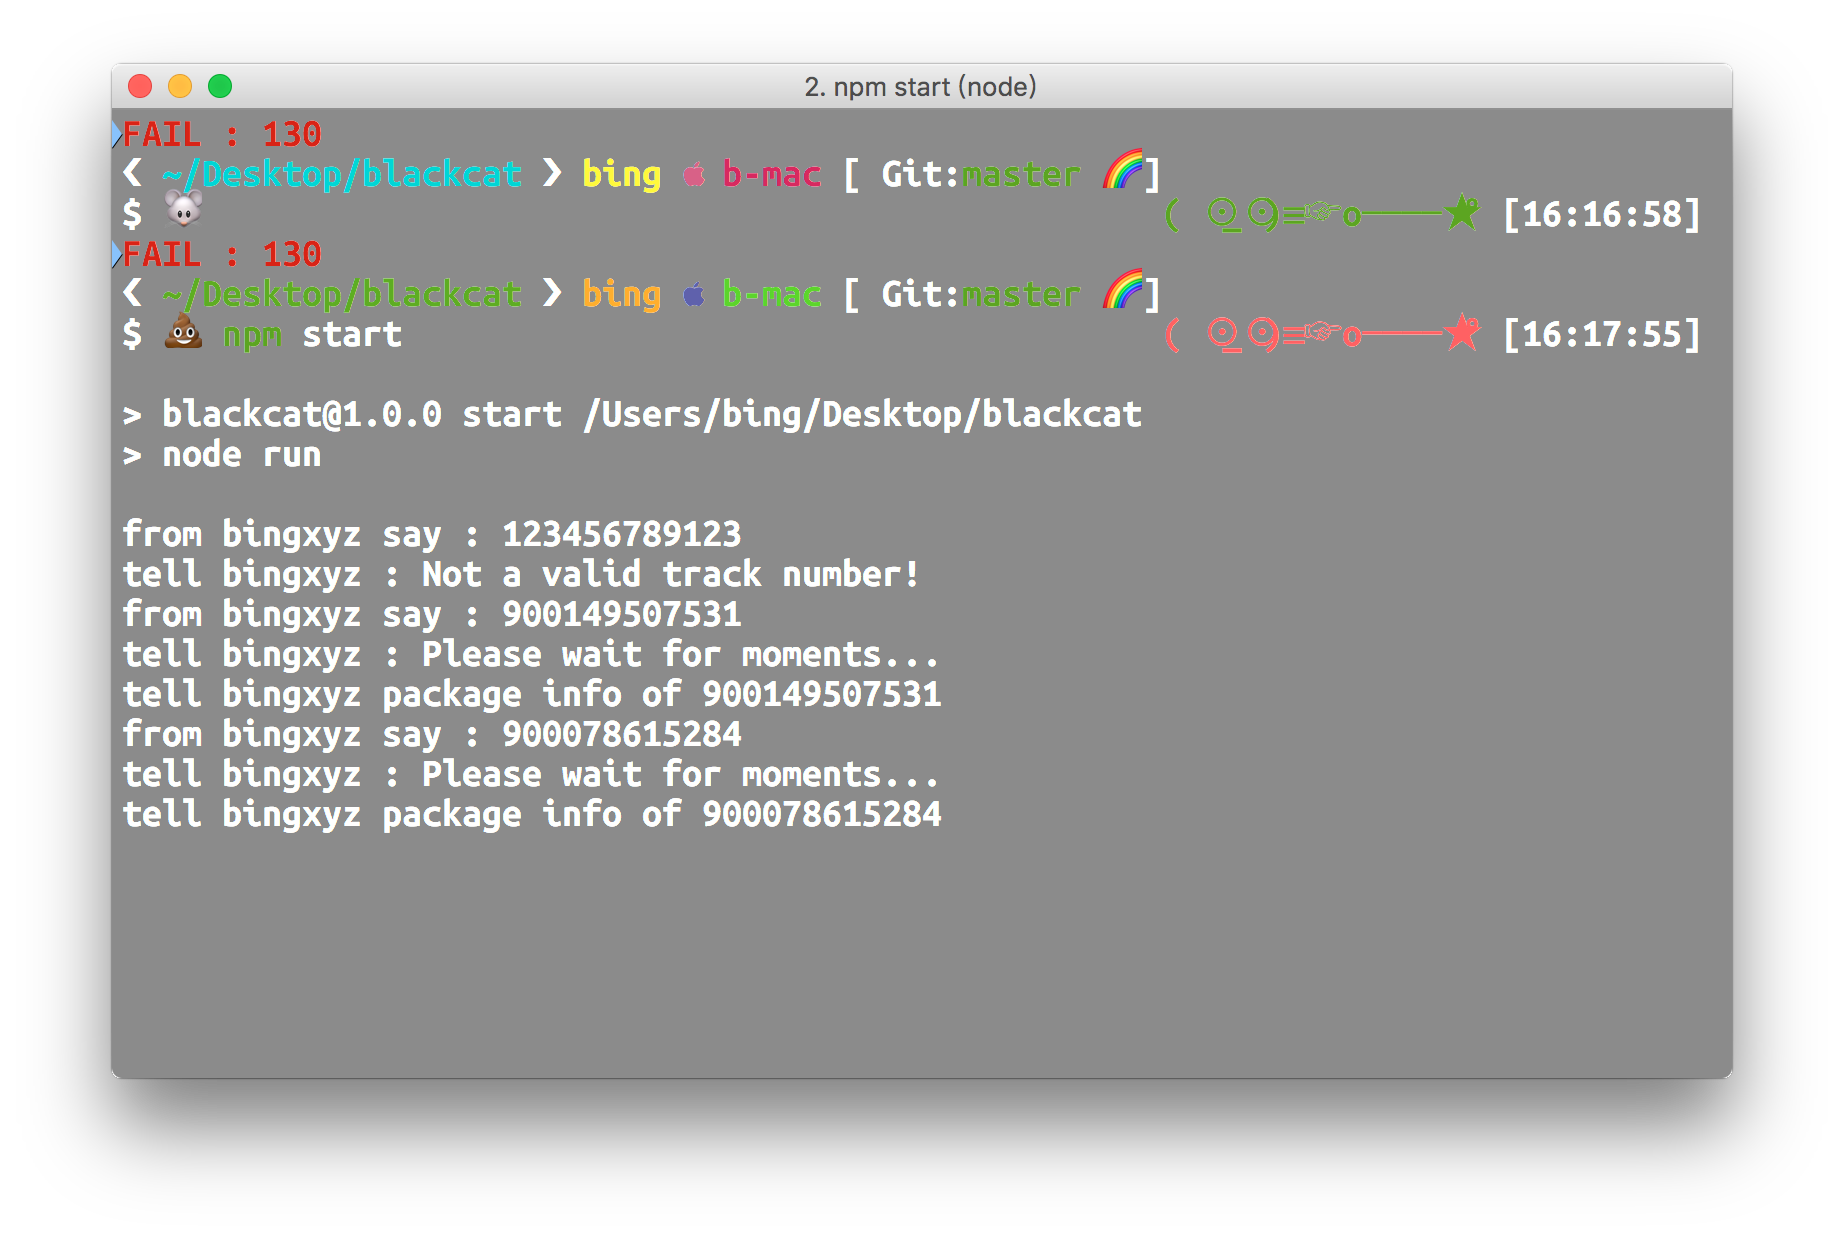 2. npm start (node)
FAIL : 130
❮ ~/Desktop/blackcat ❯ bing  b-mac [ Git:master 🌈]
$ 🐭 [16:16:58]
FAIL : 130
❮ ~/Desktop/blackcat ❯ bing  b-mac [ Git:master 🌈]
$ 💩 npm start [16:17:55]
> blackcat@1.0.0 start /Users/bing/Desktop/blackcat
> node run
from bingxyz say : 123456789123
tell bingxyz : Not a valid track number!
from bingxyz say : 900149507531
tell bingxyz : Please wait for moments...
tell bingxyz package info of 900149507531
from bingxyz say : 900078615284
tell bingxyz : Please wait for moments...
tell bingxyz package info of 900078615284